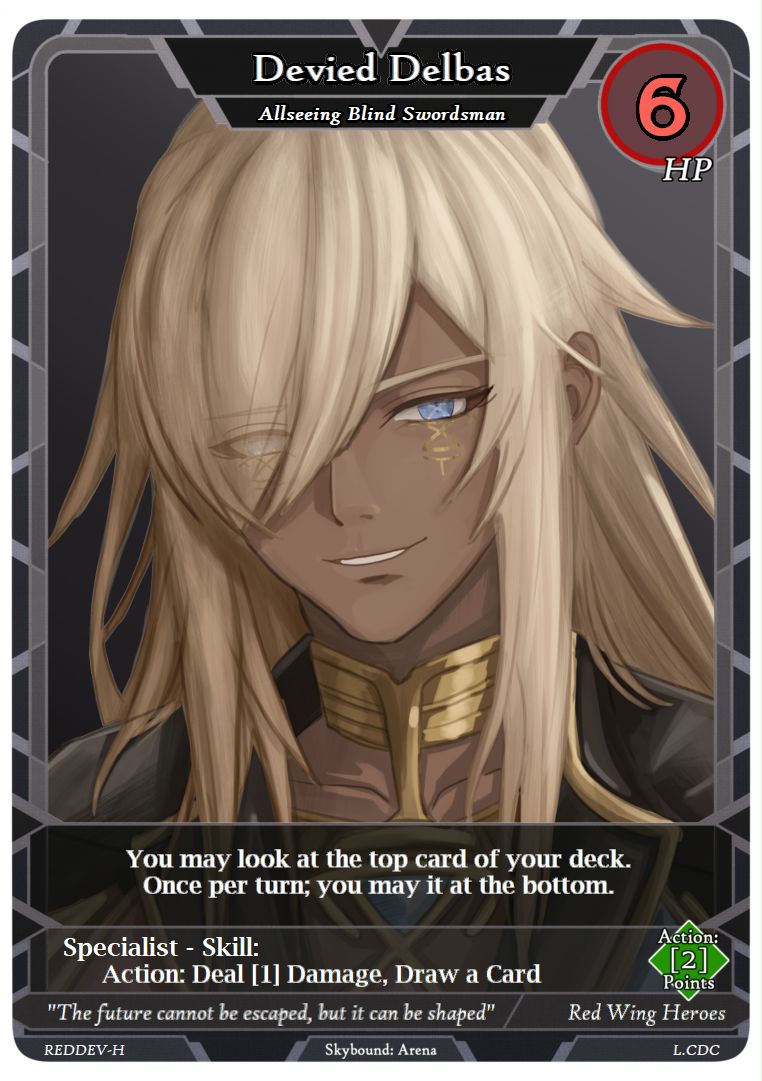 Devied Delbas
Allseeing Blind Swordsman
6
HP
You may look at the top card of your deck.
Once per turn; you may it at the bottom.
Specialist - Skill:
Action: Deal [1] Damage, Draw a Card
Action:
[2]
Points
"The future cannot be escaped, but it can be shaped"
Red Wing Heroes
REDDEV-H
Skybound: Arena
L.CDC